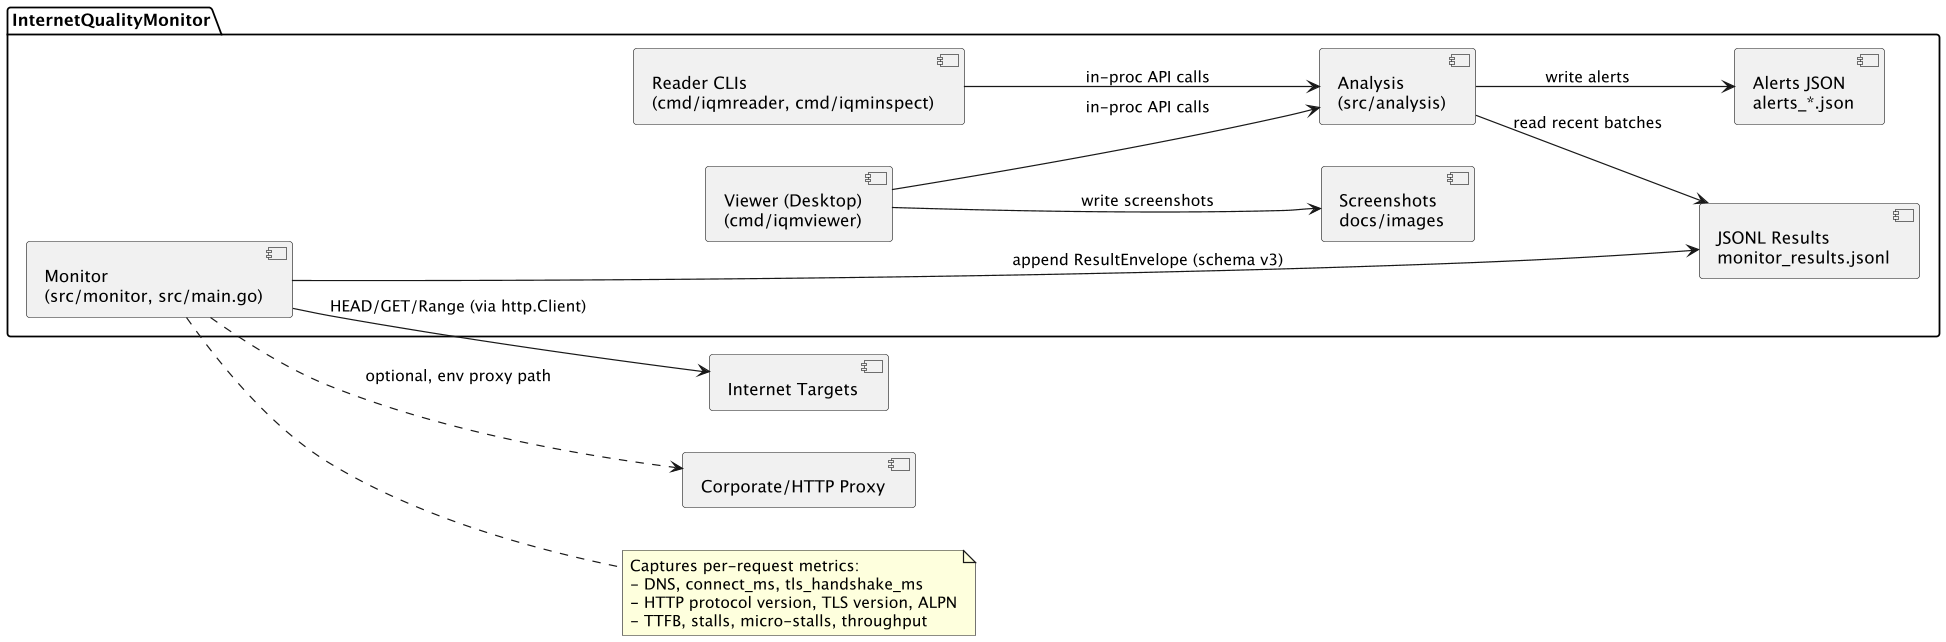 InternetQualityMonitor
Reader CLIs
(cmd/iqmreader, cmd/iqminspect)
in-proc API calls
in-proc API calls
Analysis
(src/analysis)
write alerts
Alerts JSON
alerts_*.json
read recent batches
Viewer (Desktop)
(cmd/iqmviewer)
write screenshots
Screenshots
docs/images
JSONL Results
monitor_results.jsonl
Monitor
(src/monitor, src/main.go)
append ResultEnvelope (schema v3)
HEAD/GET/Range (via http.Client)
Internet Targets
optional, env proxy path
Corporate/HTTP Proxy
Captures per-request metrics:
- DNS, connect_ms, tls_handshake_ms
- HTTP protocol version, TLS version, ALPN
- TTFB, stalls, micro-stalls, throughput